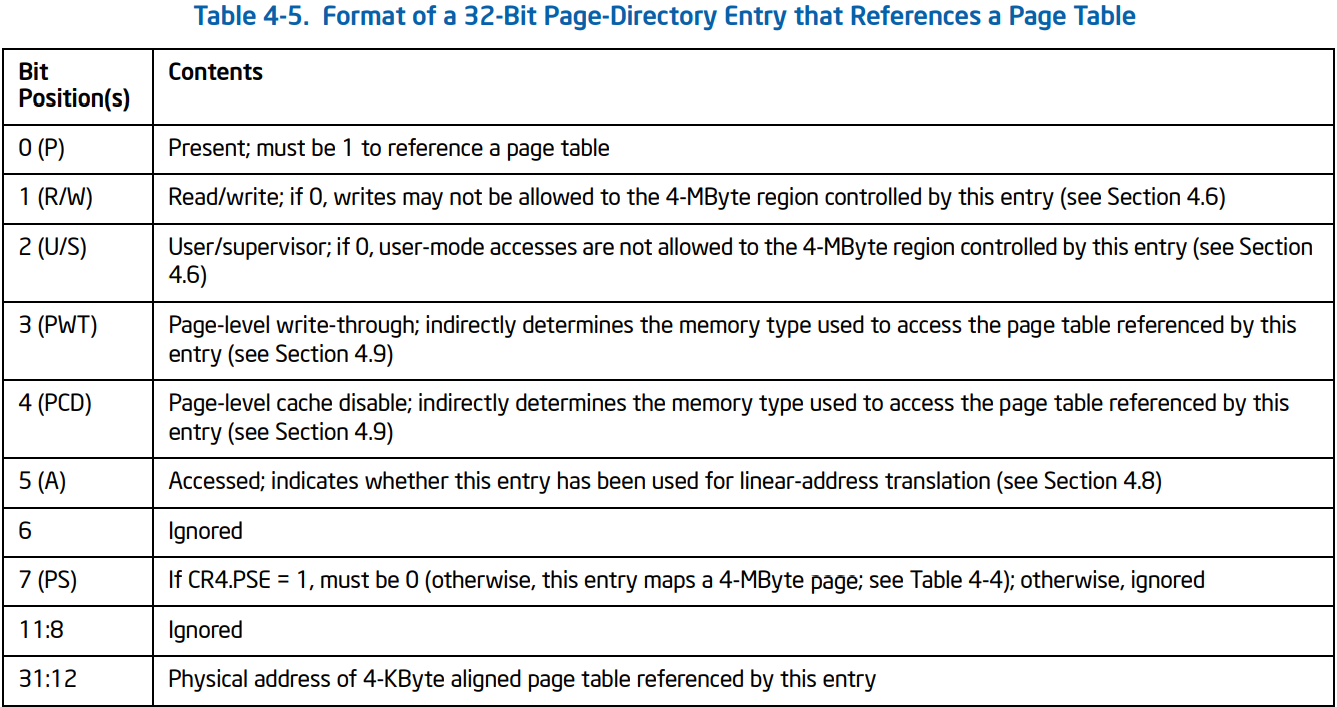 Table 4-5. Format of a 32-Bit Page-Directory Entry that References a Page Table
Bit
Position(s)
Contents
0 (P)
Present; must be 1 to reference a page table
1 (R/W)
Read/write; if 0, writes may not be allowed to the 4-MByte region controlled by this entry (see Section 4.6)
2 (U/S)
User/supervisor; if 0, user-mode accesses are not allowed to the 4-MByte region controlled by this entry (see Section
4.6)
3 (PWT)
Page-level write-through; indirectly determines the memory type used to access the page table referenced by this
entry (see Section 4.9)
4 (PCD)
Page-level cache disable; indirectly determines the memory type used to access the page table referenced by this
entry (see Section 4.9)
5 (A)
Accessed; indicates whether this entry has been used for linear-address translation (see Section 4.8)
6
Ignored
7 (PS)
If CR4.PSE = 1, must be 0 (otherwise, this entry maps a 4-MByte page; see Table 4-4); otherwise, ignored
11:8
Ignored
31:12
Physical address of 4-KByte aligned page table referenced by this entry